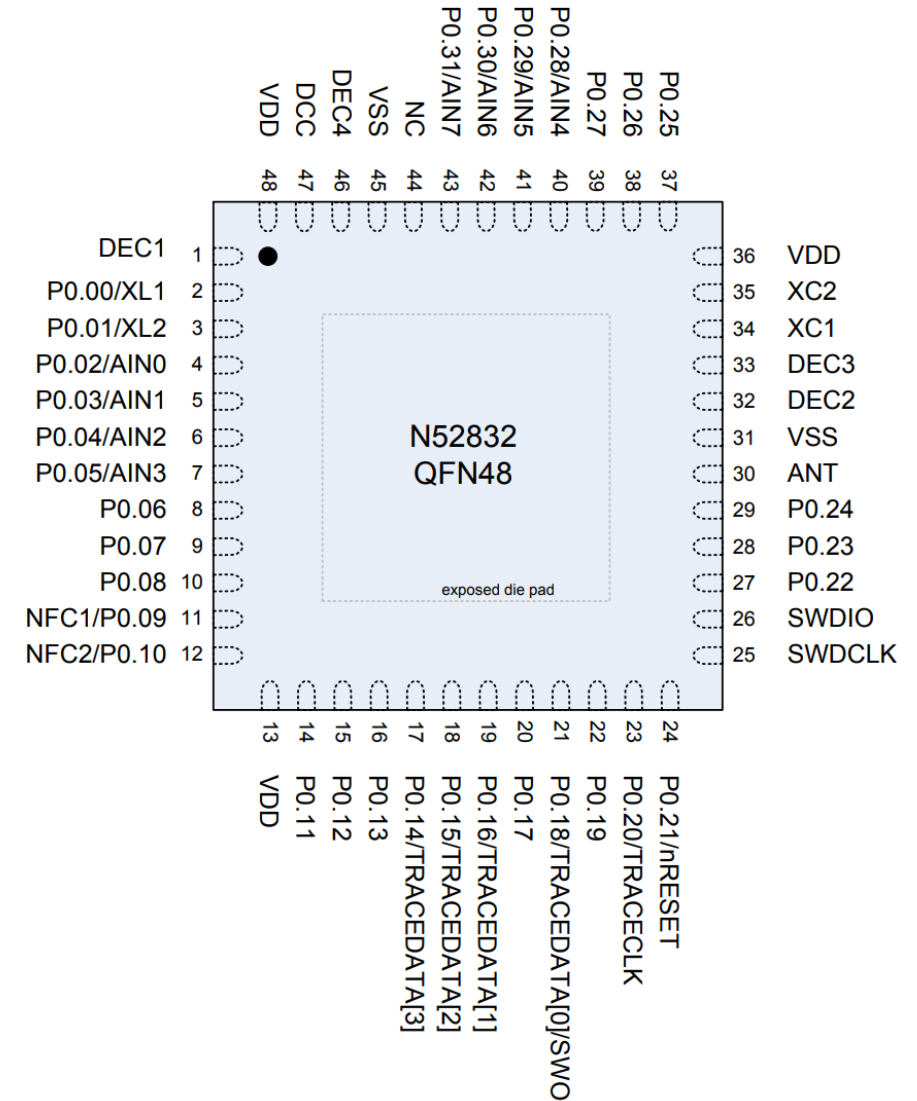 VDD
DCC
DEC4
VSS
NC
P0.31/AIN7
P0.30/AIN6
P0.29/AIN5
P0.28/AIN4
P0.27
P0.26
P0.25
48
47
46
45
44
43
42
41
40
39
38
37
DEC1 1
P0.00/XL1 2
P0.01/XL2 3
P0.02/AIN0 4
P0.03/AIN1 5
P0.04/AIN2 6
P0.05/AIN3 7
P0.06 8
P0.07 9
P0.08 10
NFC1/P0.09 11
NFC2/P0.10 12
N52832
QFN48
exposed die pad
36 VDD
35 XC2
34 XC1
33 DEC3
32 DEC2
31 VSS
30 ANT
29 P0.24
28 P0.23
27 P0.22
26 SWDIO
25 SWDCLK
13
14
15
16
17
18
19
20
21
22
23
24
VDD
P0.11
P0.12
P0.13
P0.14/TRACEDATA[3]
P0.15/TRACEDATA[2]
P0.16/TRACEDATA[1]
P0.17
P0.18/TRACEDATA[0]/SWO
P0.19
P0.20/TRACECLK
P0.21/nRESET